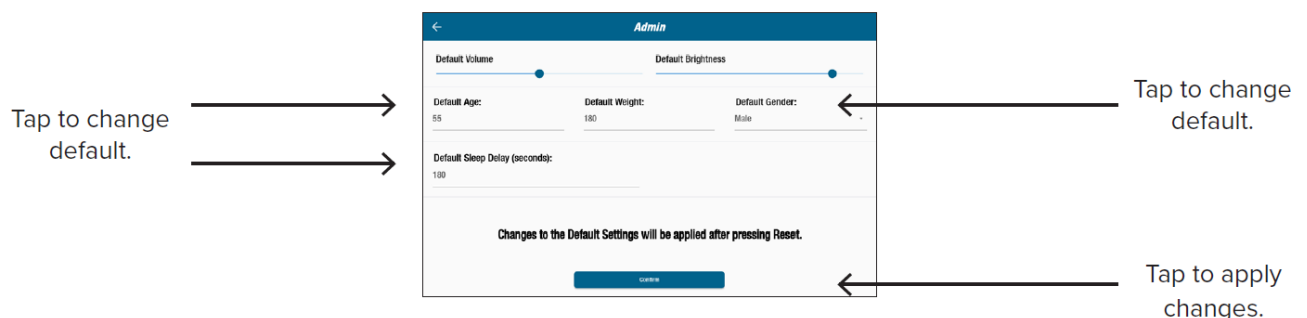 Admin
Default Volume
Default Brightness
Default Age:
Default Weight:
Default Gender:
55
180
Male
Default Sleep Delay (seconds):
180
Changes to the Default Settings will be applied after pressing Reset.
Confirm
Tap to change
default.
Tap to change
default.
Tap to apply
changes.